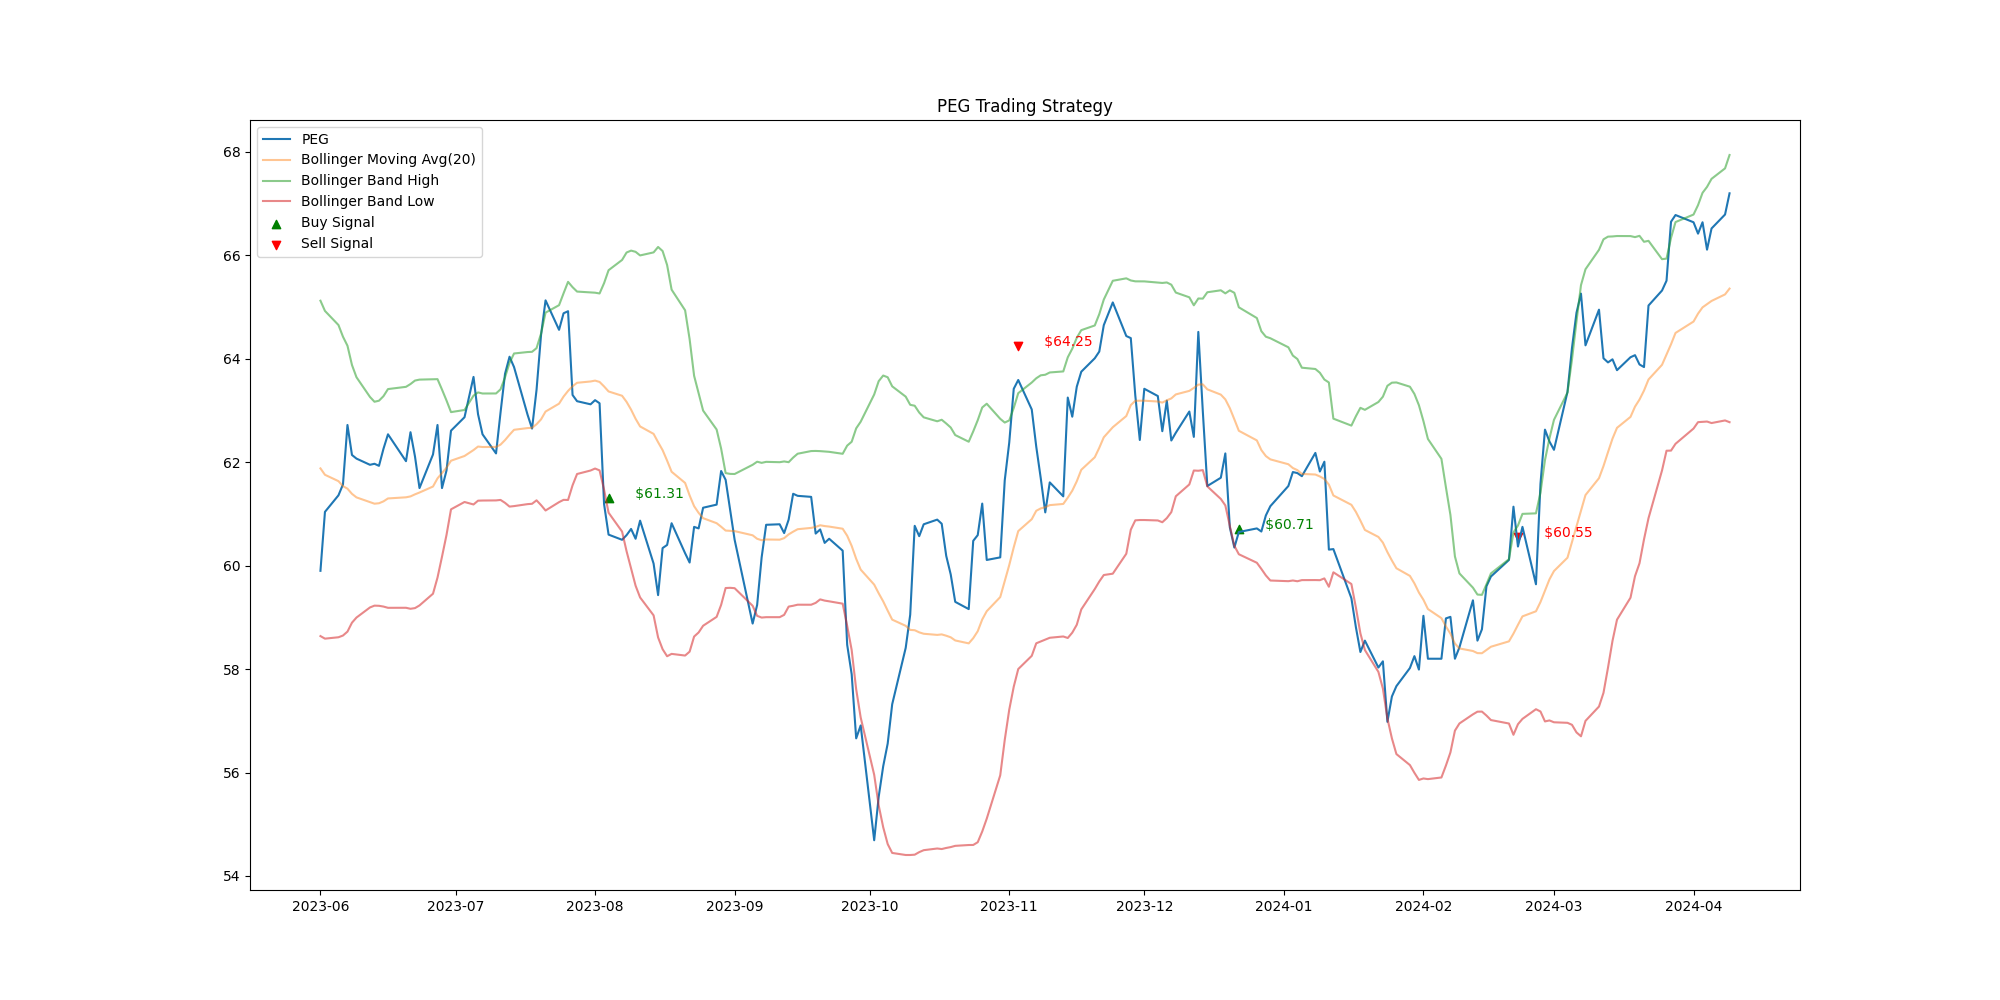 PEG Trading Strategy
PEG
Bollinger Moving Avg(20)
Bollinger Band High
Bollinger Band Low
Buy Signal
Sell Signal
68
66
64
62
60
58
56
54
$64.25
$61.31
$60.71
$60.55
2023-06 2023-07 2023-08 2023-09 2023-10 2023-11 2023-12 2024-01 2024-02 2024-03 2024-04